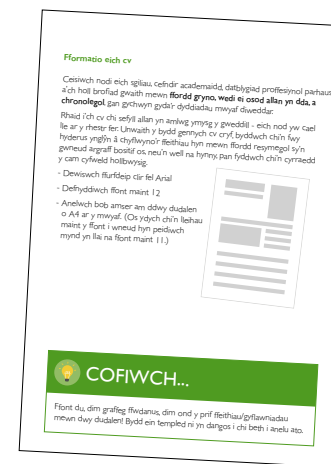 Fformatio eich cv
Ceisiwch nodi eich sgiliau, cefndir academaidd, datblygiad proffesiynol parhaus
a'ch holl brofiad gwaith mewn ffordd gryno, wedi ei osod allan yn dda, a
chronolegol, gan gychwyn gyda'r dyddiadau mwyaf diweddar.
Rhaid i'ch cv chi sefyll allan yn amlwg ymysg y gweddill - eich nod yw cael
lle ar y rhestr fer. Unwaith y bydd gennych cv cryf, byddwch chi'n fwy
hyderus ynglŷn â chyflwyno'r ffeithiau hyn mewn ffordd resymegol sy'n
gwneud argraff bositif os, neu'n well na hynny, pan fyddwch chi'n cyrraedd
y cam cyfweld hollbwysig.
- Dewiswch ffurfdeip clir fel Arial
- Defnyddiwch ffont maint 12
- Anelwch bob amser am ddwy dudalen
o A4 ar y mwyaf. (Os ydych chi'n lleihau
maint y ffont i wneud hyn peidiwch
mynd yn llai na ffont maint 11.)
COFIWCH...
Ffont du, dim graffeg ffwdanus, dim ond y prif ffeithiau/gyflawniadau
mewn dwy dudalen! Bydd ein templed ni yn dangos i chi beth i anelu ato.